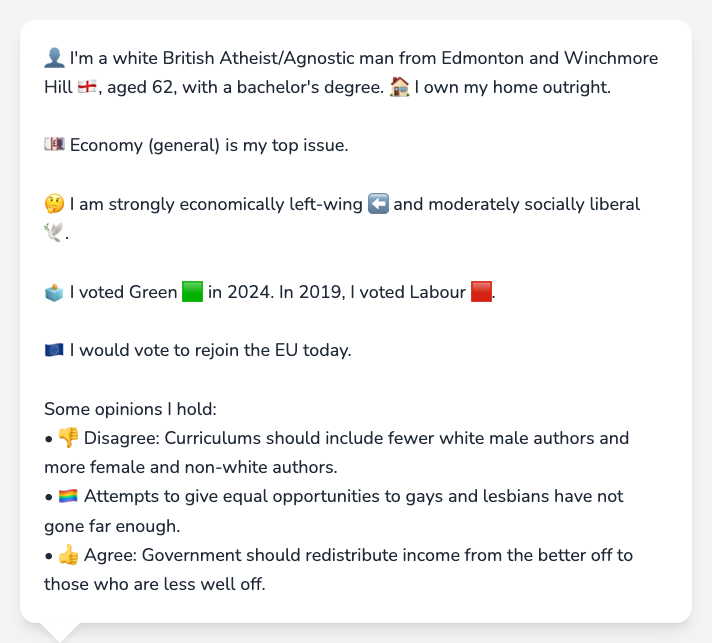 👤 I'm a white British Atheist/Agnostic man from Edmonton and Winchmore
Hill 🏴󠁧󠁢󠁥󠁮󠁧󠁿, aged 62, with a bachelor's degree. 🏠 I own my home outright.
💷 Economy (general) is my top issue.
🤔 I am strongly economically left-wing ⬅️ and moderately socially liberal
🕊️.
🗳️ I voted Green 🟩 in 2024. In 2019, I voted Labour 🟥.
🇪🇺 I would vote to rejoin the EU today.
Some opinions I hold:
• 👎 Disagree: Curriculums should include fewer white male authors and
more female and non-white authors.
• 🏳️‍🌈 Attempts to give equal opportunities to gays and lesbians have not
gone far enough.
• 👍 Agree: Government should redistribute income from the better off to
those who are less well off.